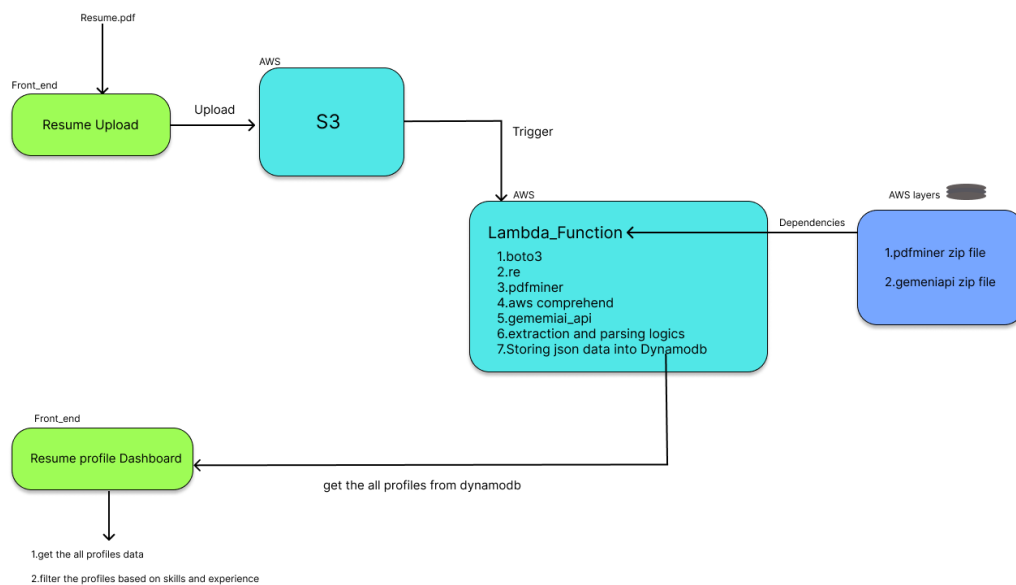 Resume.pdf
Front_end
Resume Upload
Upload
AWS
S3
Trigger
AWS
Lambda_Function
1.boto3
2.re
3.pdfminer
4.aws comprehend
5.gememiai_api
6.extraction and parsing logics
7.Storing json data into Dynamodb
Dependencies
AWS layers
1.pdfminer zip file
2.gemeniapi zip file
Front_end
Resume profile Dashboard
get the all profiles from dynamodb
1.get the all profiles data
2.filter the profiles based on skills and experience